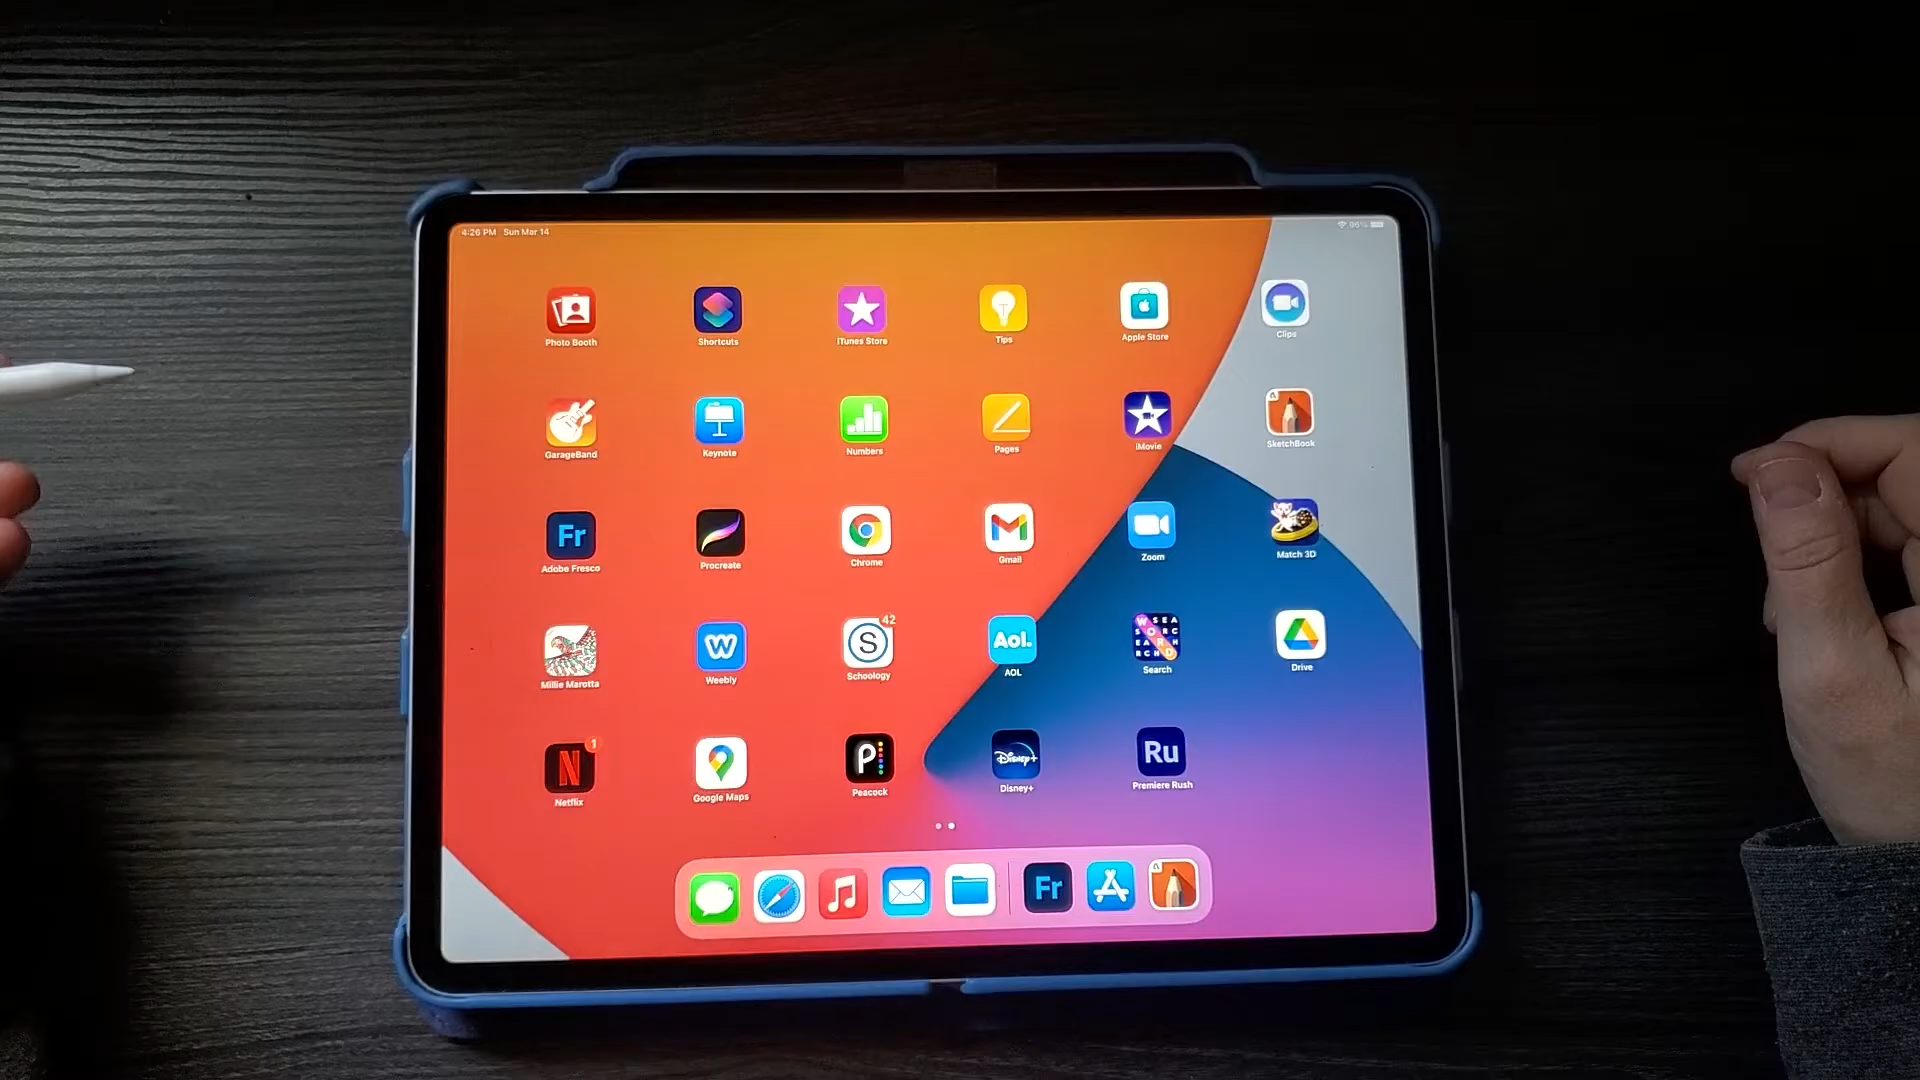 4:26 PM Sun Mar 14
96%
Photo Booth
Shortcuts
iTunes Store
Tips
Apple Store
Clips
GarageBand
Keynote
Numbers
Pages
iMovie
SketchBook
Fr
Adobe Fresco
Procreate
Chrome
Gmail
Zoom
Match 3D
Millie Marotta
W
Weebly
S
42
Schoology
Aol.
AOL
W S E A
S O R C
E A R H
R C H D
Search
Drive
N
1
Netflix
Google Maps
P
Peacock
Disney+
Disney+
Ru
Premiere Rush
Fr